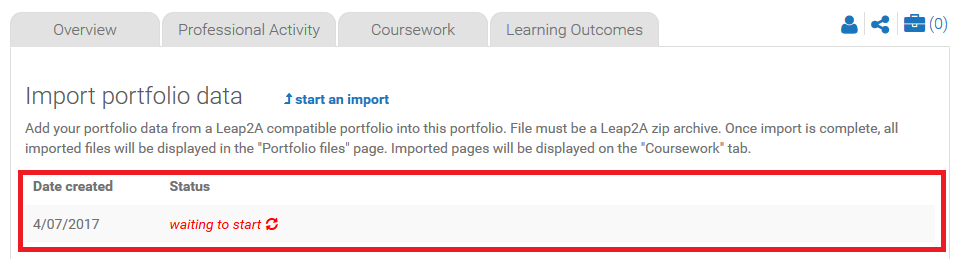 Overview Professional Activity Coursework Learning Outcomes (0)
Import portfolio data start an import
Add your portfolio data from a Leap2A compatible portfolio into this portfolio. File must be a Leap2A zip archive. Once import is complete, all
imported files will be displayed in the "Portfolio files" page. Imported pages will be displayed on the "Coursework" tab.
Date created Status
4/07/2017 waiting to start